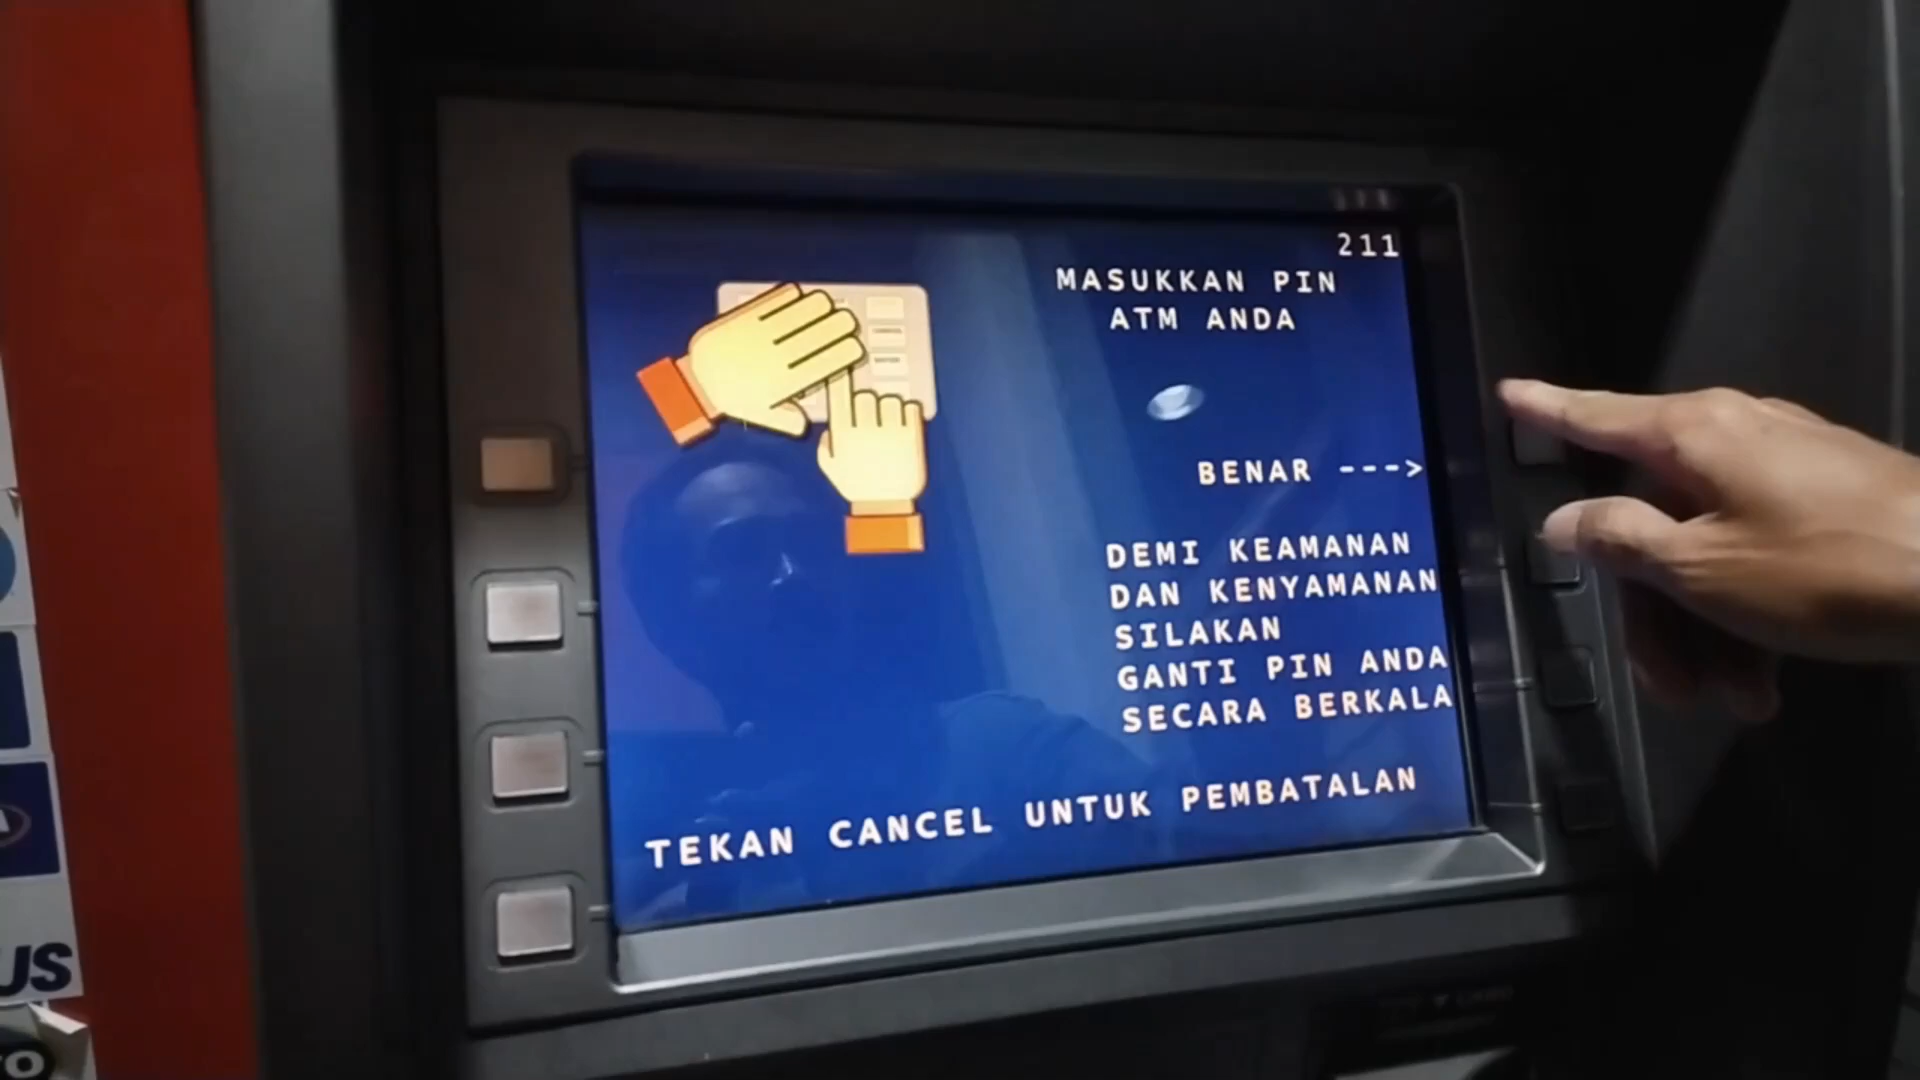 211
MASUKKAN PIN
ATM ANDA
BENAR --->
DEMI KEAMANAN
DAN KENYAMANAN
SILAKAN
GANTI PIN ANDA
SECARA BERKALA
TEKAN CANCEL UNTUK PEMBATALAN
US